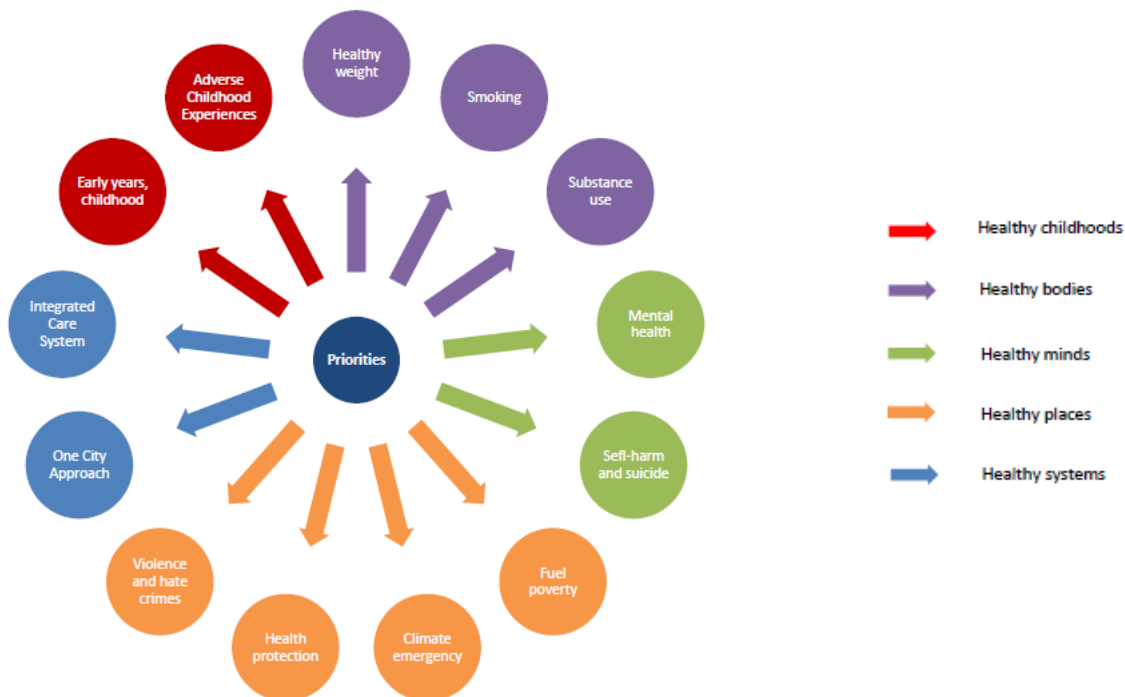 Healthy
weight
Smoking
Substance
use
Mental
health
Sefl-harm
and suicide
Fuel
poverty
Climate
emergency
Health
protection
Violence
and hate
crimes
One City
Approach
Integrated
Care
System
Early years,
childhood
Adverse
Childhood
Experiences
Priorities
Healthy childhoods
Healthy bodies
Healthy minds
Healthy places
Healthy systems